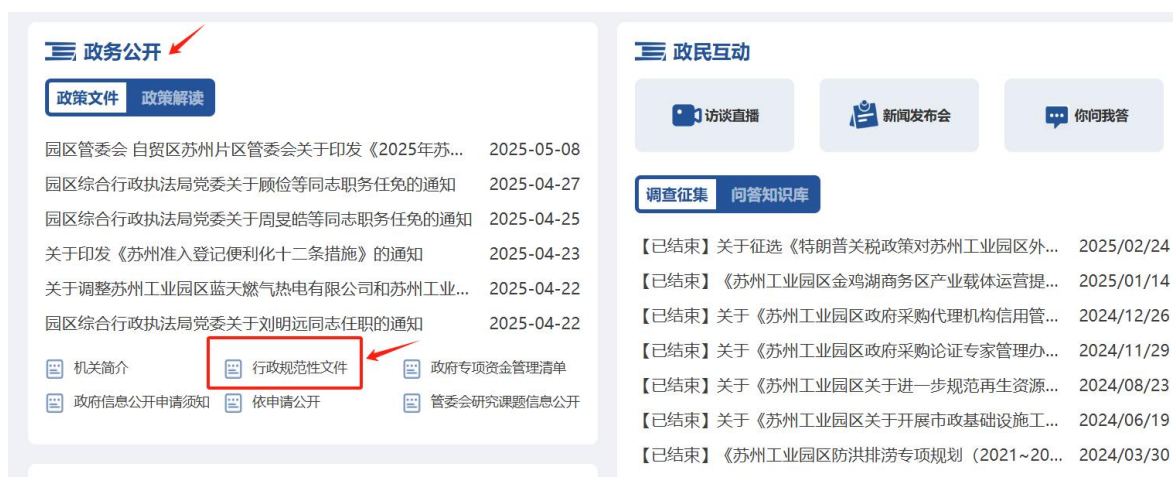 政务公开
政策文件 政策解读
园区管委会 自贸区苏州片区管委会关于印发《2025年苏... 2025-05-08
园区综合行政执法局党委关于顾俭等同志职务任免的通知 2025-04-27
园区综合行政执法局党委关于周旻皓等同志职务任免的通知 2025-04-25
关于印发《苏州准入登记便利化十二条措施》的通知 2025-04-23
关于调整苏州工业园区蓝天燃气热电有限公司和苏州工业... 2025-04-22
园区综合行政执法局党委关于刘明远同志任职的通知 2025-04-22
机关简介 行政规范性文件 政府专项资金管理清单
政府信息公开申请须知 依申请公开 管委会研究课题信息公开
政民互动
访谈直播 新闻发布会 你问我答
调查征集 问答知识库
【已结束】关于征选《特朗普关税政策对苏州工业园区外... 2025/02/24
【已结束】《苏州工业园区金鸡湖商务区产业载体运营提... 2025/01/14
【已结束】关于《苏州工业园区政府采购代理机构信用管... 2024/12/26
【已结束】关于《苏州工业园区政府采购论证专家管理办... 2024/11/29
【已结束】关于《苏州工业园区关于进一步规范再生资源... 2024/08/23
【已结束】关于《苏州工业园区关于开展市政基础设施工... 2024/06/19
【已结束】《苏州工业园区防洪排涝专项规划（2021~20... 2024/03/30